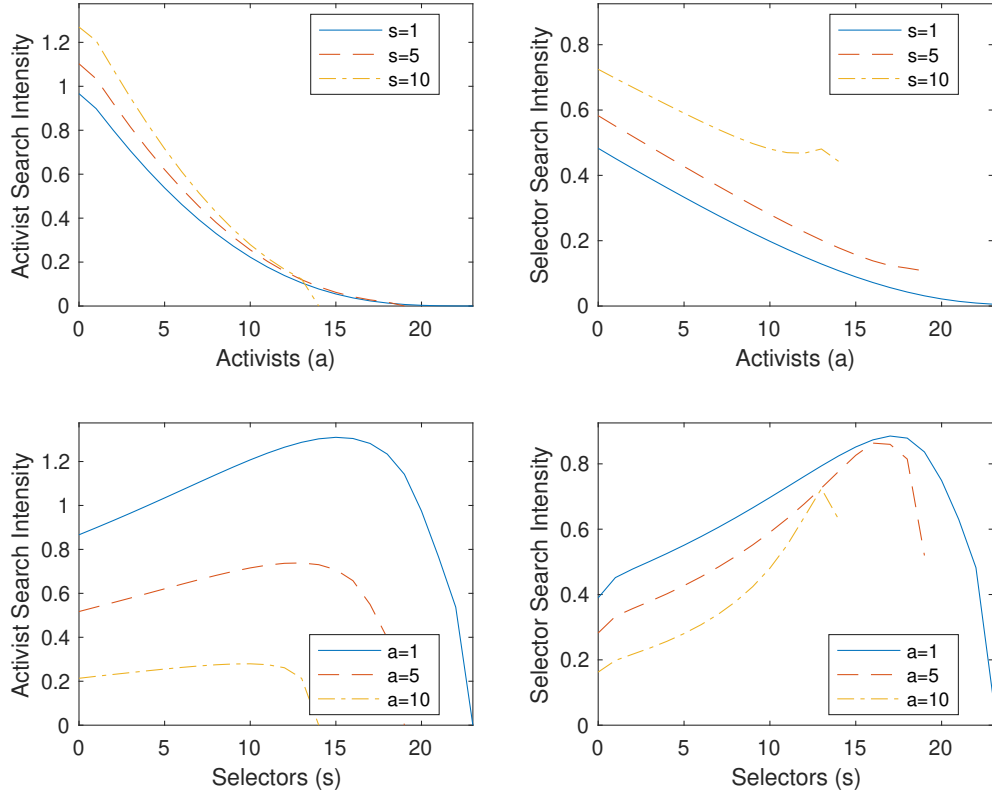 Activist Search Intensity
1.2
1
0.8
0.6
0.4
0.2
0
0 5 10 15 20
Activists (a)
s=1
s=5
s=10
Selector Search Intensity
0.8
0.6
0.4
0.2
0
0 5 10 15 20
Activists (a)
s=1
s=5
s=10
Activist Search Intensity
1.2
1
0.8
0.6
0.4
0.2
0
0 5 10 15 20
Selectors (s)
a=1
a=5
a=10
Selector Search Intensity
0.8
0.6
0.4
0.2
0
0 5 10 15 20
Selectors (s)
a=1
a=5
a=10